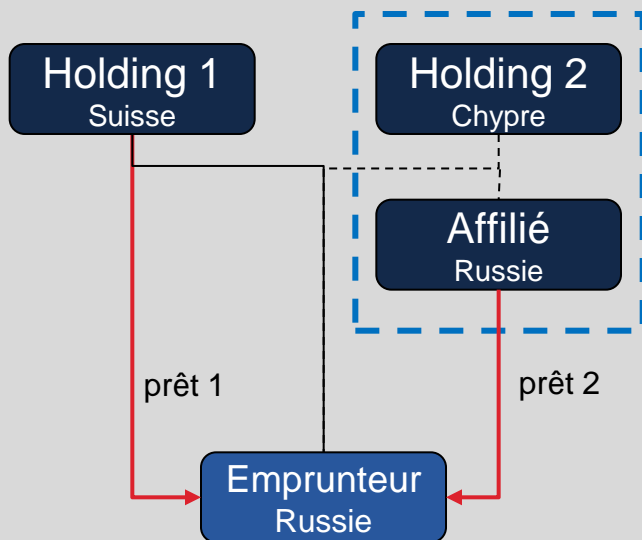 Holding 1
Suisse
Holding 2
Chypre
Affilié
Russie
prêt 1
prêt 2
Emprunteur
Russie